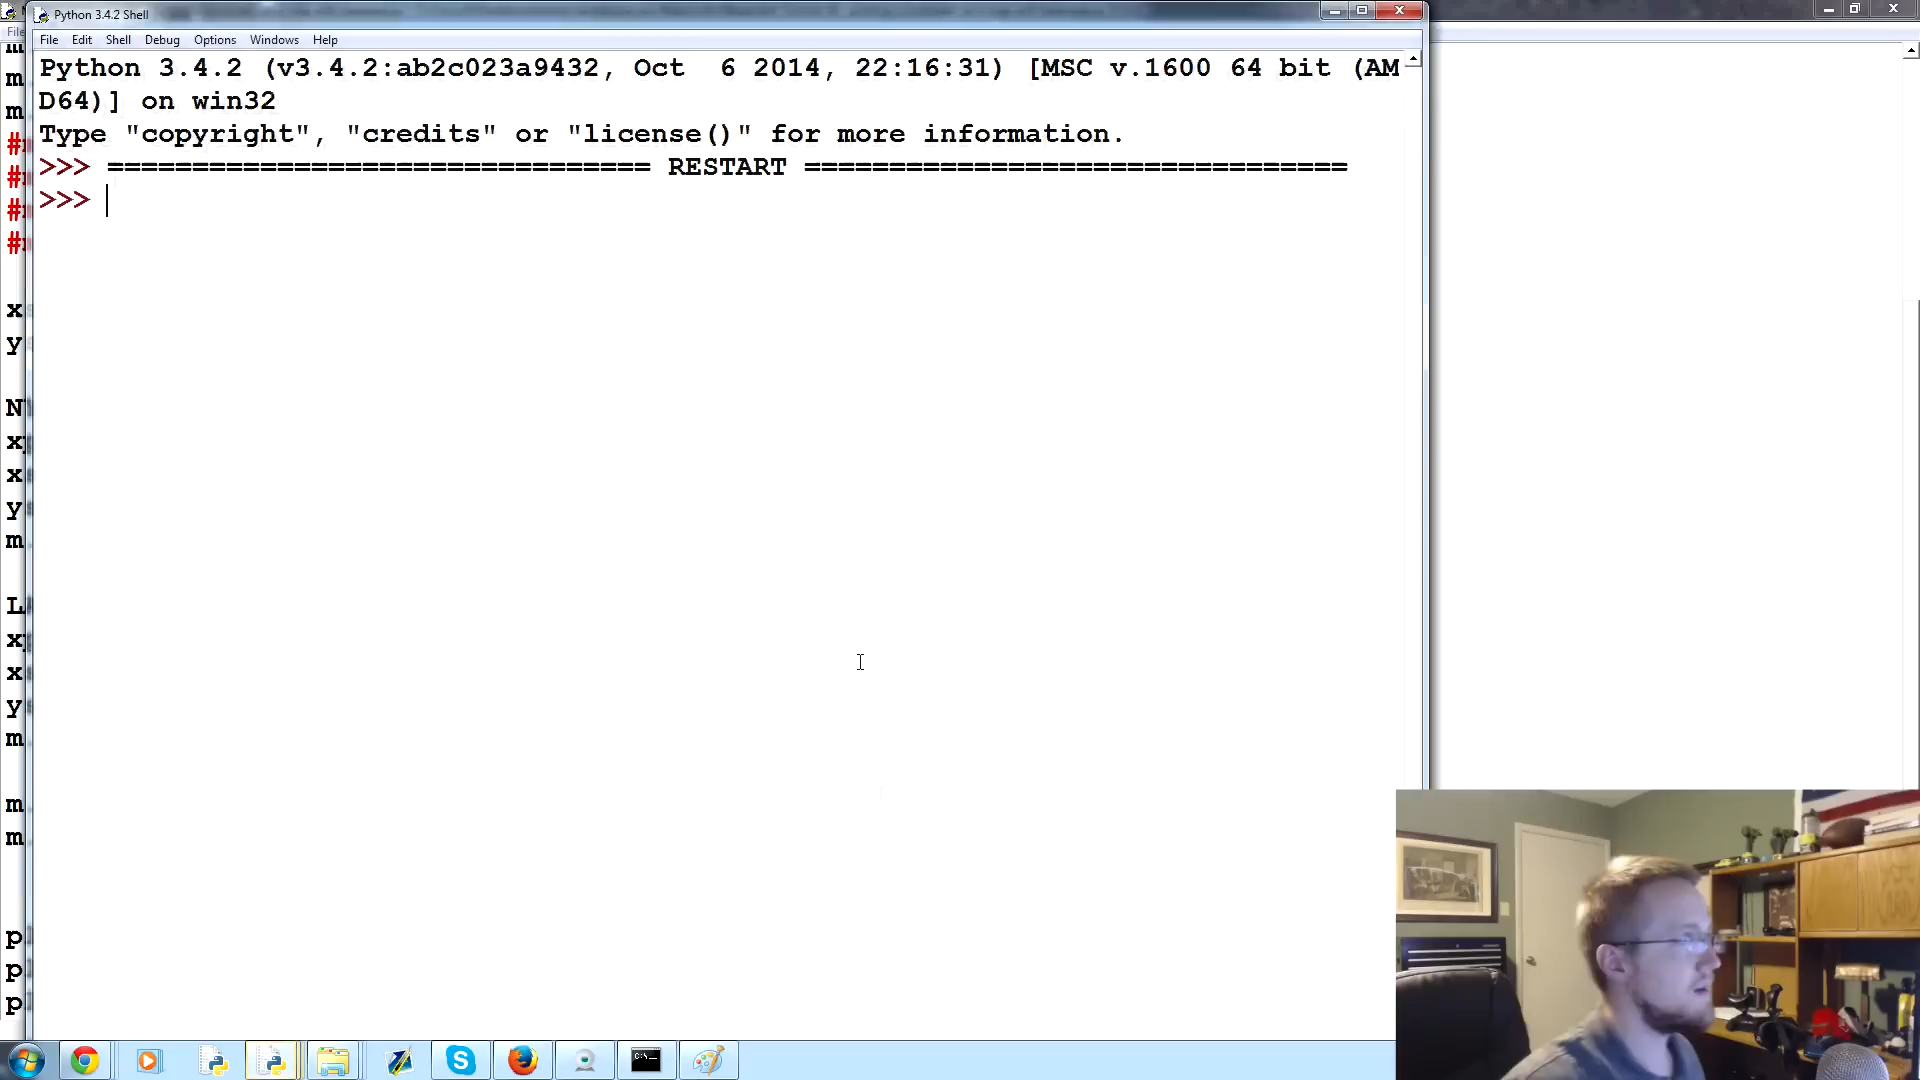 Python 3.4.2 Shell
File Edit Shell Debug Options Windows Help
Python 3.4.2 (v3.4.2:ab2c023a9432, Oct  6 2014, 22:16:31) [MSC v.1600 64 bit (AM
D64)] on win32
Type "copyright", "credits" or "license()" for more information.
>>> ================================ RESTART ================================
>>>
m
m
#
#
#
#
x
y
N
x
x
y
m
L
x
x
y
m
m
m
p
p
p